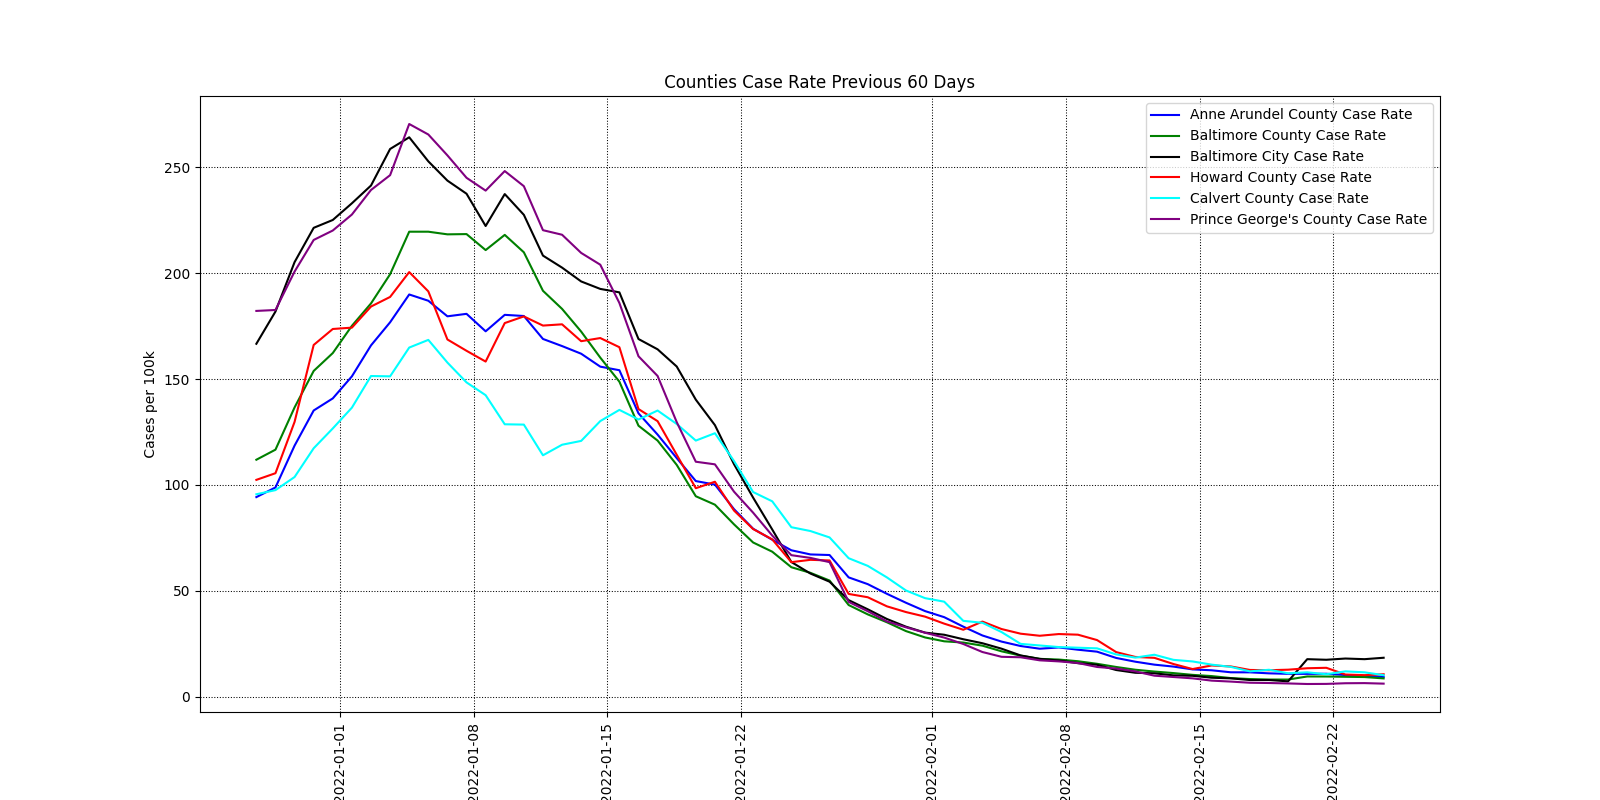 Counties Case Rate Previous 60 Days
Anne Arundel County Case Rate
Baltimore County Case Rate
Baltimore City Case Rate
Howard County Case Rate
Calvert County Case Rate
Prince George's County Case Rate
Cases per 100k
250
200
150
100
50
0
2022-01-01
2022-01-08
2022-01-15
2022-01-22
2022-02-01
2022-02-08
2022-02-15
2022-02-22